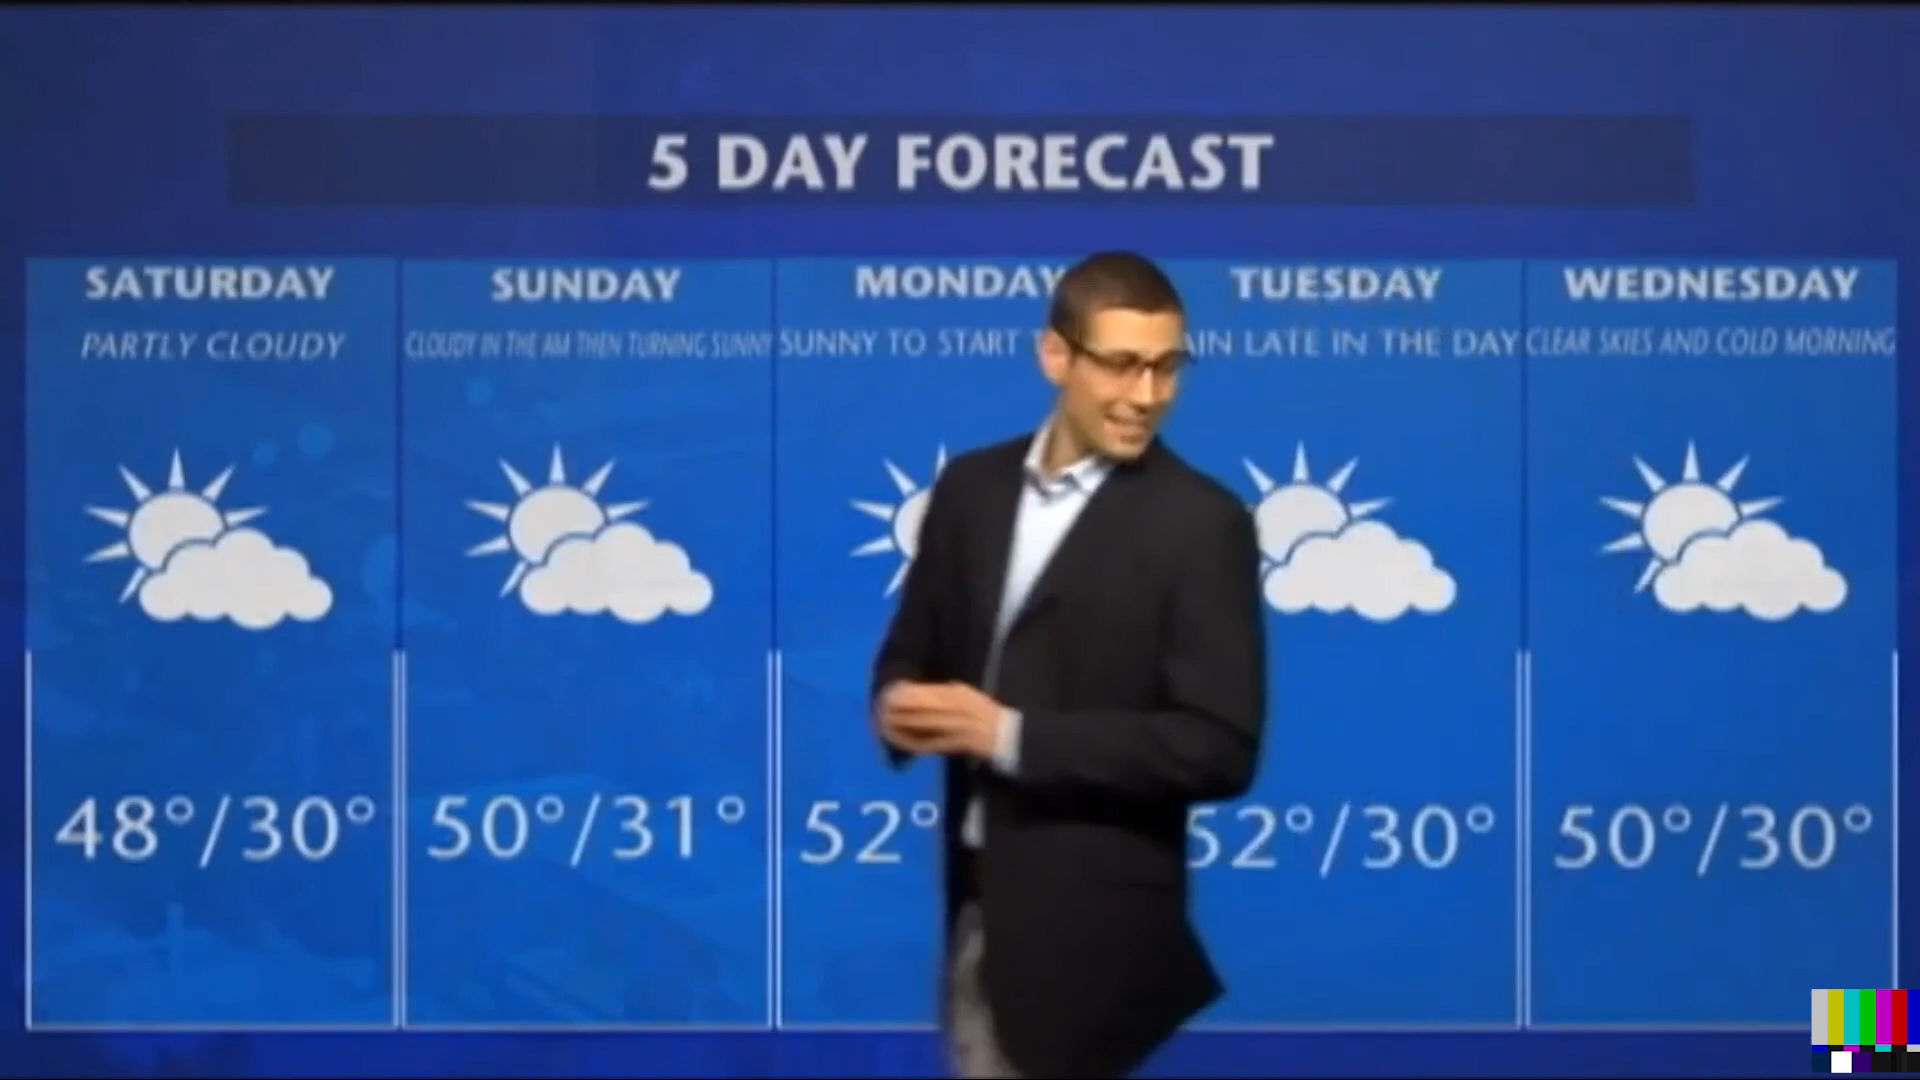 5 DAY FORECAST
SATURDAY
PARTLY CLOUDY
48°/30°
SUNDAY
CLOUDY IN THE AM THEN TURNING SUNNY
50°/31°
MONDAY
SUNNY TO START
52°
TUESDAY
LATE IN THE DAY
52°/30°
WEDNESDAY
CLEAR SKIES AND COLD MORNING
50°/30°